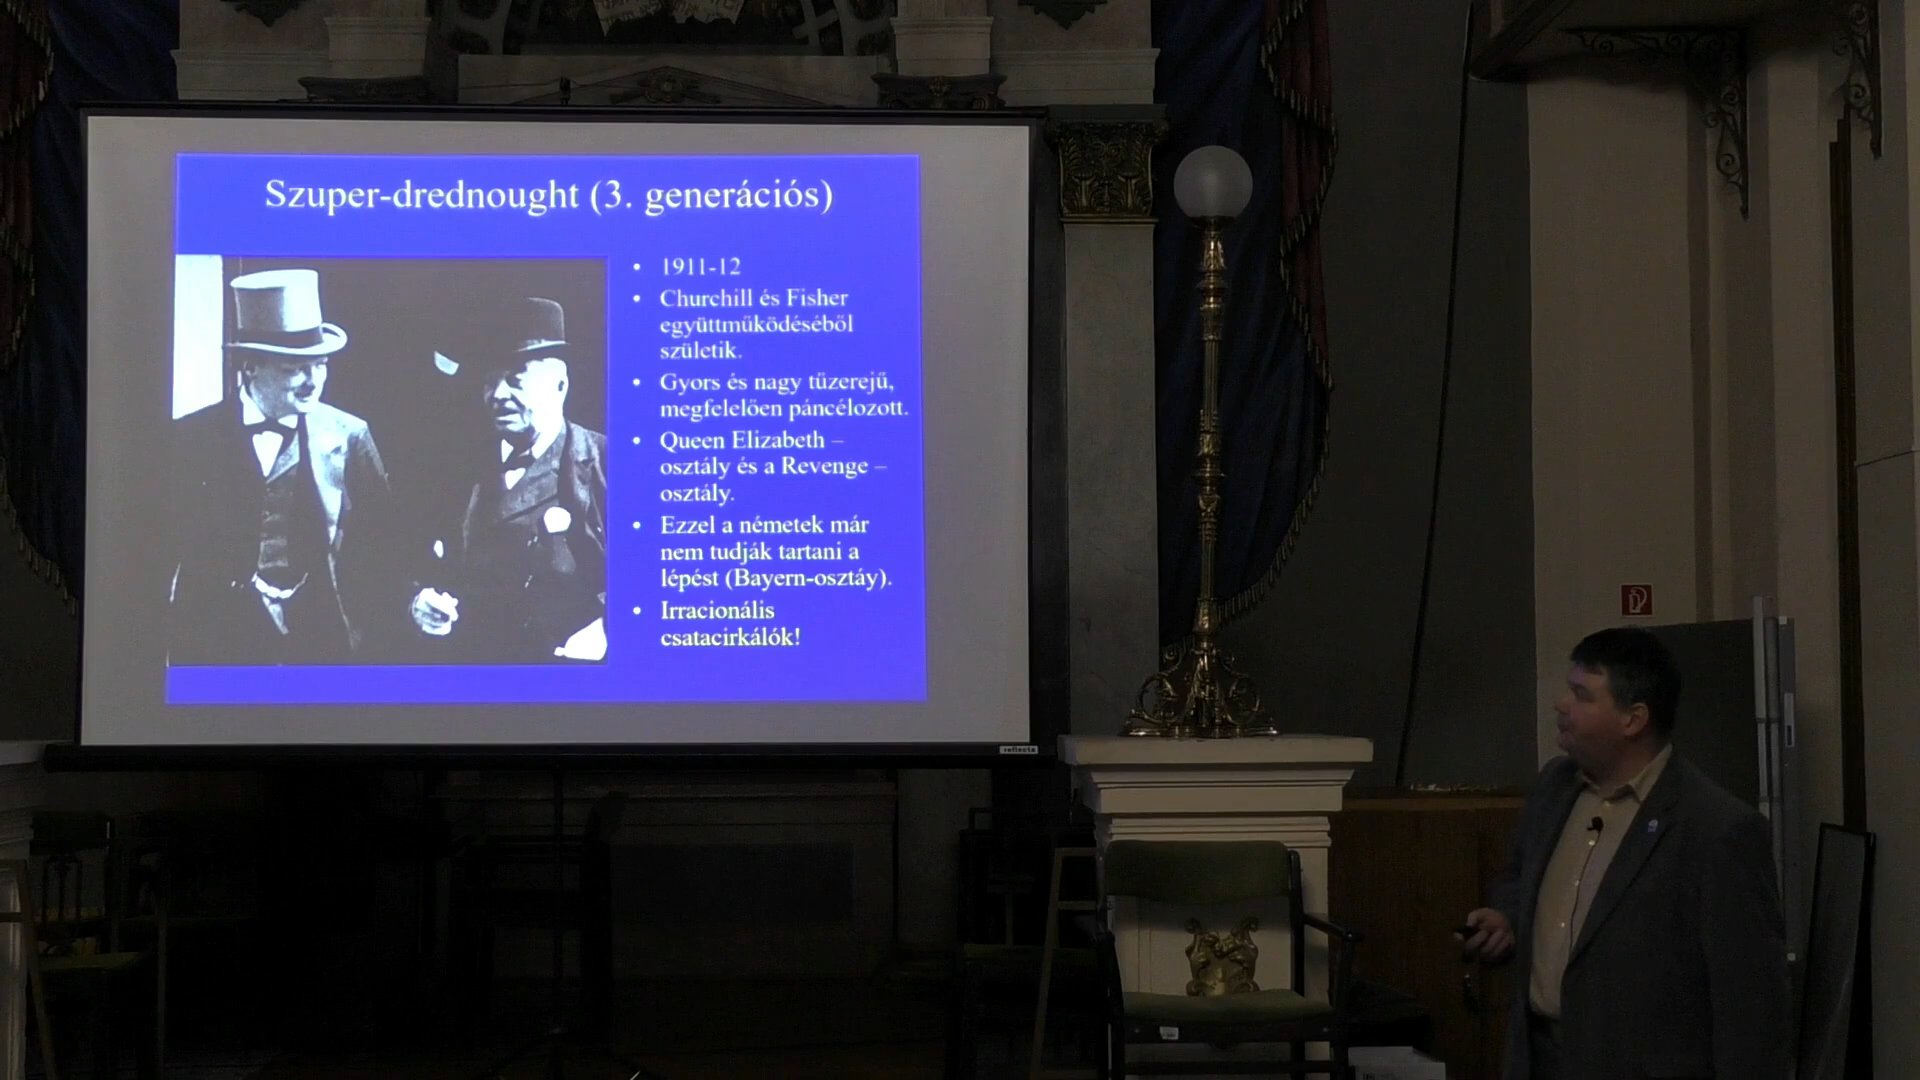 Szuper-drednought (3. generációs)
• 1911-12
• Churchill és Fisher
együttműködéséből
születik.
• Gyors és nagy tűzerejű,
megfelelően páncélozott.
• Queen Elizabeth –
osztály és a Revenge –
osztály.
• Ezzel a németek már
nem tudják tartani a
lépést (Bayern-osztáy).
• Irracionális
csatacirkálók!
reflecta